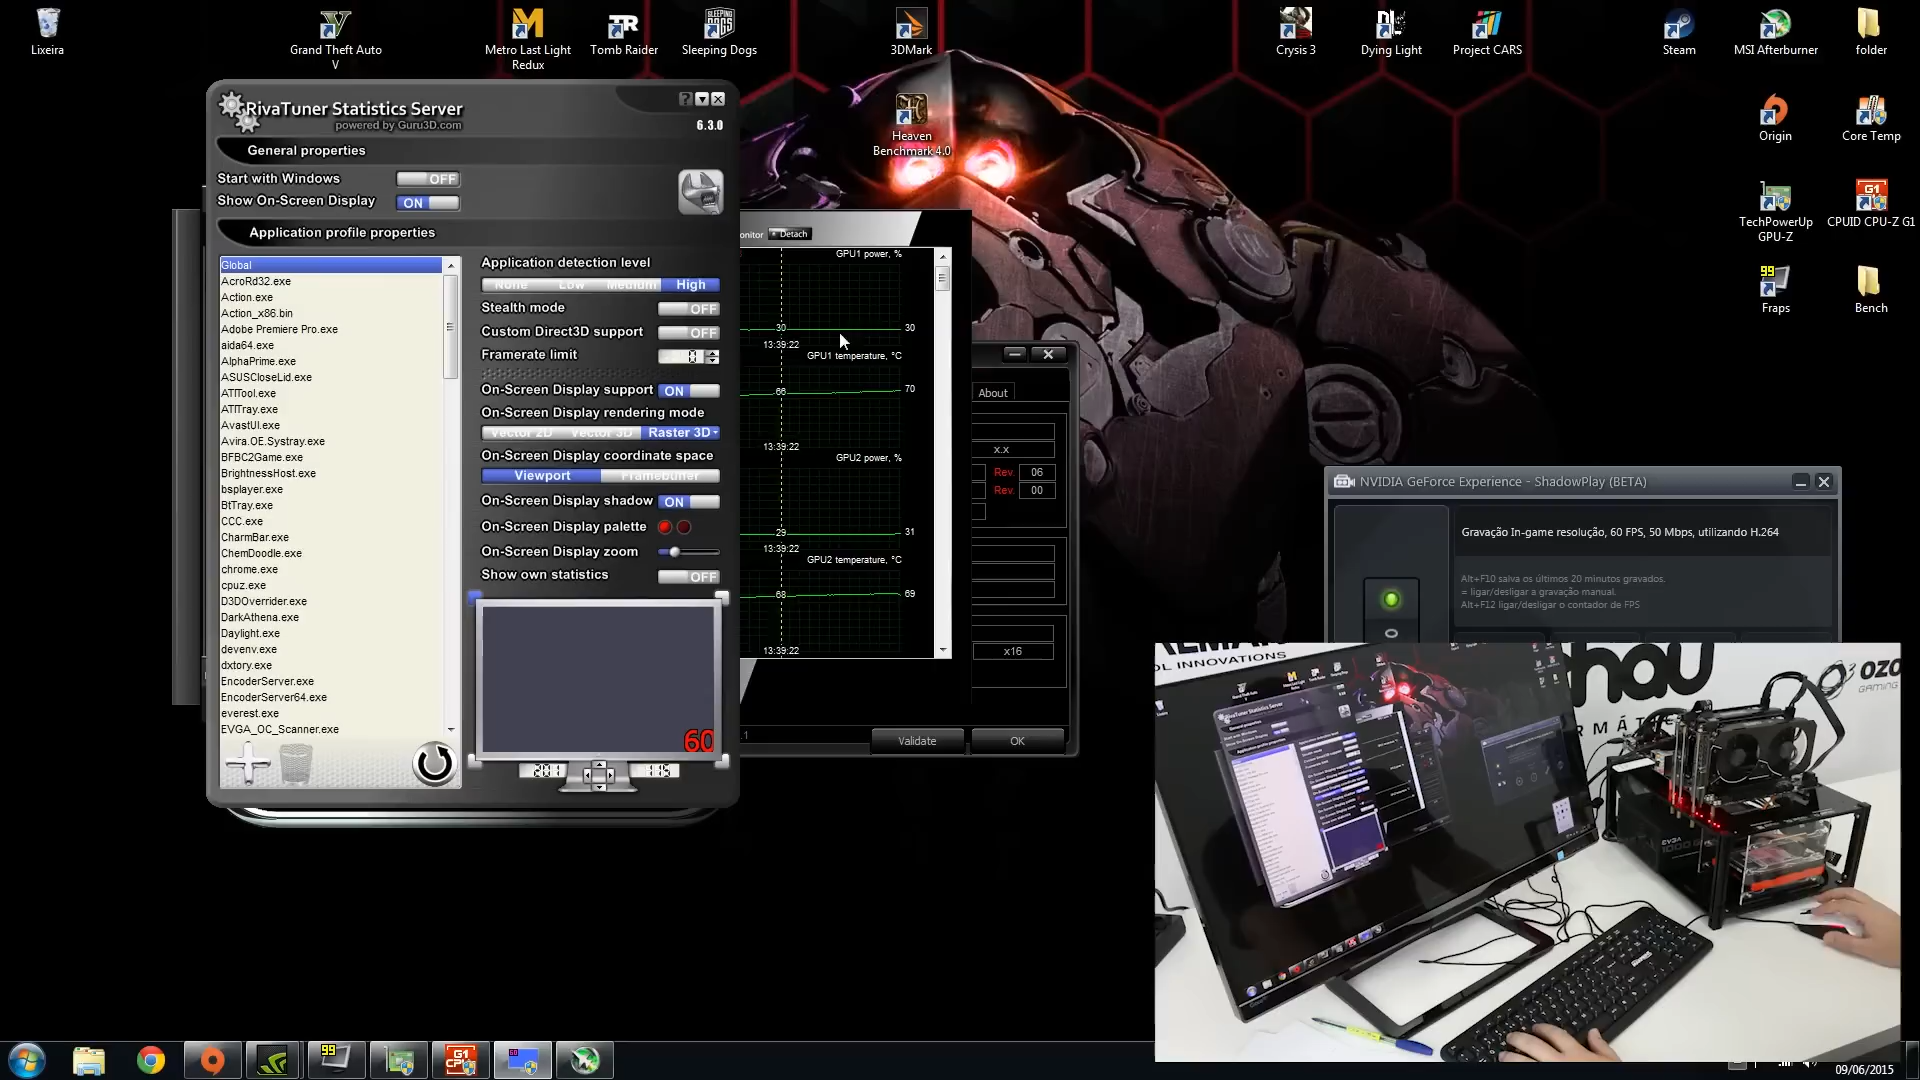 Lixeira
Grand Theft Auto
V
Metro Last Light
Redux
Tomb Raider
Sleeping Dogs
3DMark
Crysis 3
Dying Light
Project CARS
Steam
MSI Afterburner
folder
Heaven
Benchmark 4.0
Origin
Core Temp
TechPowerUp
GPU-Z
CPUID CPU-Z G1
Fraps
Bench
RivaTuner Statistics Server
powered by Guru3D.com
6.3.0
General properties
Start with Windows
OFF
Show On-Screen Display
ON
Application profile properties
Global
AcroRd32.exe
Action.exe
Action_x86.bin
Adobe Premiere Pro.exe
aida64.exe
AlphaPrime.exe
ASUSCloseLid.exe
ATITool.exe
ATITray.exe
AvastUI.exe
Avira.OE.Systray.exe
BFBC2Game.exe
BrightnessHost.exe
bsplayer.exe
BtTray.exe
CCC.exe
CharmBar.exe
ChemDoodle.exe
chrome.exe
cpuz.exe
D3DOverrider.exe
DarkAthena.exe
Daylight.exe
devenv.exe
dxtory.exe
EncoderServer.exe
EncoderServer64.exe
everest.exe
EVGA_OC_Scanner.exe
Application detection level
None Low Medium High
Stealth mode
OFF
Custom Direct3D support
OFF
Framerate limit
0
On-Screen Display support
ON
On-Screen Display rendering mode
Vector 2D Vector 3D Raster 3D
On-Screen Display coordinate space
Viewport Framebuffer
On-Screen Display shadow
ON
On-Screen Display palette
On-Screen Display zoom
Show own statistics
OFF
60
onitor
Detach
GPU1 power, %
30
30
13:39:22
GPU1 temperature, °C
66
70
13:39:22
GPU2 power, %
29
31
13:39:22
GPU2 temperature, °C
68
69
13:39:22
About
x.x
Rev. 06
Rev. 00
x16
.1
Validate
OK
NVIDIA GeForce Experience - ShadowPlay (BETA)
Gravação In-game resolução, 60 FPS, 50 Mbps, utilizando H.264
Alt+F10 salva os últimos 20 minutos gravados.
= ligar/desligar a gravação manual.
Alt+F12 ligar/desligar o contador de FPS
OL INNOVATIONS
OZO
GAMING
RivaTuner Statistics Server
EVGA
99
G1
09/06/2015